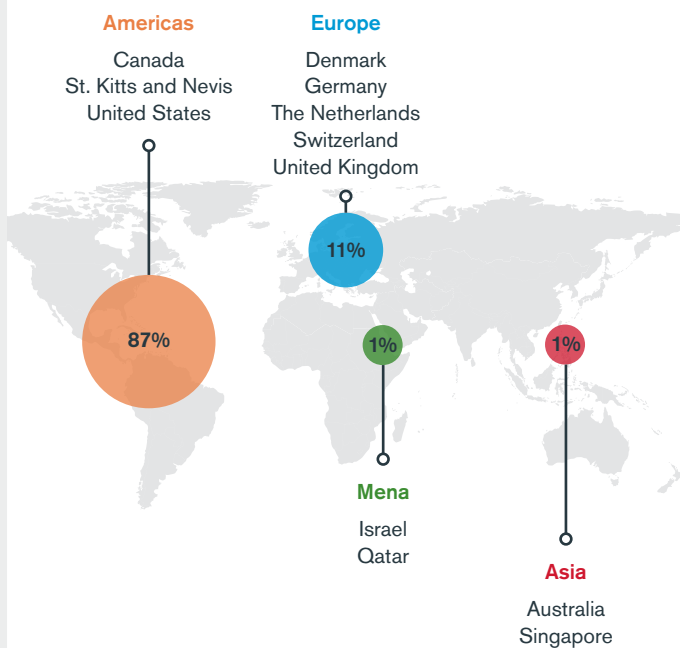 Americas
Canada
St. Kitts and Nevis
United States
87%
Europe
Denmark
Germany
The Netherlands
Switzerland
United Kingdom
11%
1%
Mena
Israel
Qatar
1%
Asia
Australia
Singapore